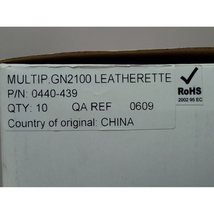 MULTIP.GN2100 LEATHERETTE
P/N: 0440-439
QTY: 10 QA REF 0609
Country of original: CHINA
RoHS
2002 95 EC